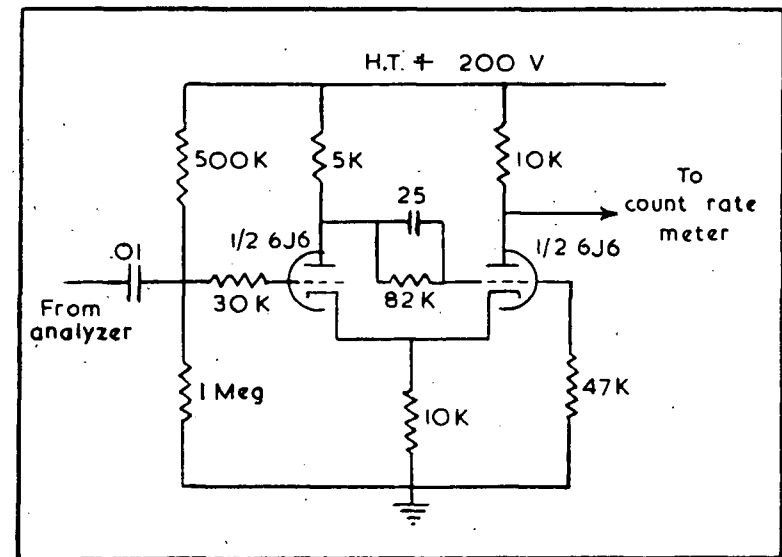 H.T. + 200 V
500K
5K
10K
25
To
count rate
meter
.01
1/2 6J6
1/2 6J6
30K
82K
From
analyzer
1 Meg
10K
47K